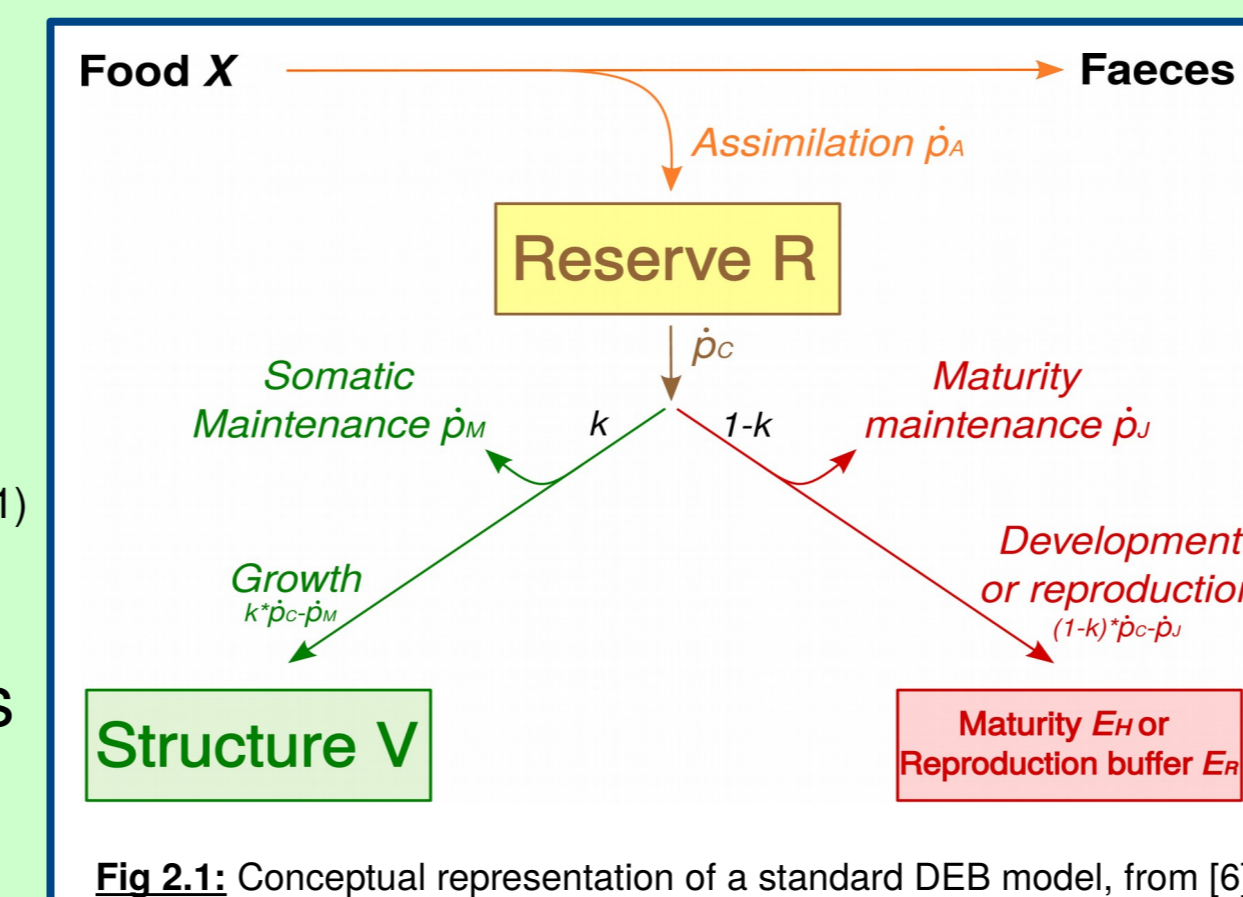 Food X
Faeces
Assimilation ṗA
Reserve R
ṗC
Somatic
Maintenance ṗM
k
1-k
Maturity
maintenance ṗJ
1)
Growth
k*ṗC-ṗM
Development
or reproduction
(1-k)*ṗC-ṗJ
s
Structure V
Maturity EH or
Reproduction buffer ER
Fig 2.1: Conceptual representation of a standard DEB model, from [6]